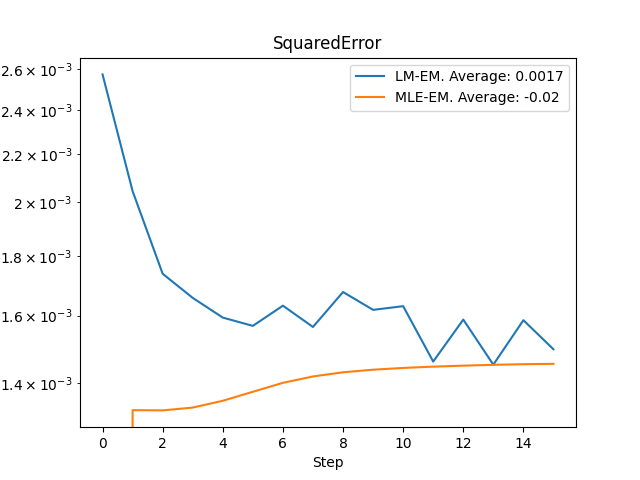 SquaredError
LM-EM. Average: 0.0017
MLE-EM. Average: -0.02
2.6 × 10⁻³
2.4 × 10⁻³
2.2 × 10⁻³
2 × 10⁻³
1.8 × 10⁻³
1.6 × 10⁻³
1.4 × 10⁻³
0 2 4 6 8 10 12 14
Step